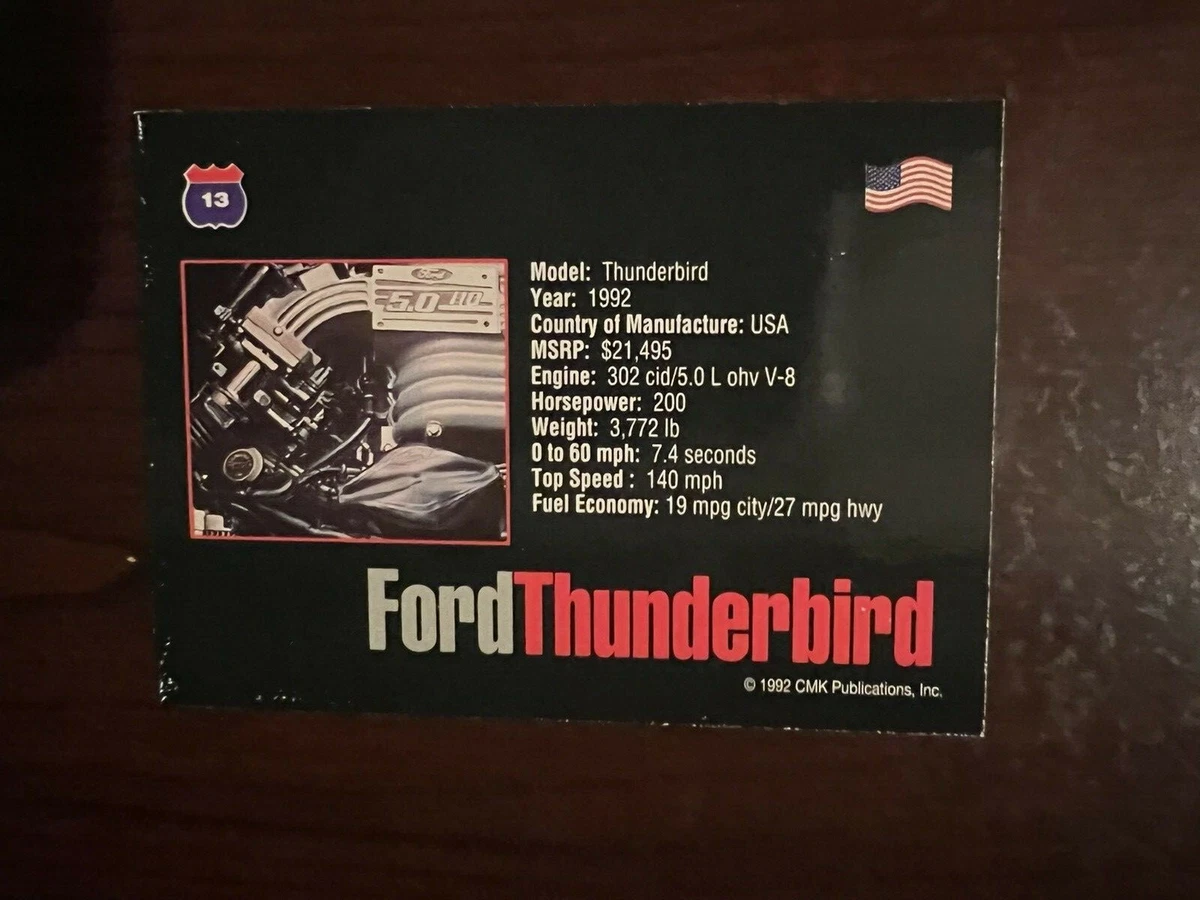 13
Ford
5.0 HO
Model: Thunderbird
Year: 1992
Country of Manufacture: USA
MSRP: $21,495
Engine: 302 cid/5.0 L ohv V-8
Horsepower: 200
Weight: 3,772 lb
0 to 60 mph: 7.4 seconds
Top Speed : 140 mph
Fuel Economy: 19 mpg city/27 mpg hwy
FordThunderbird
© 1992 CMK Publications, Inc.